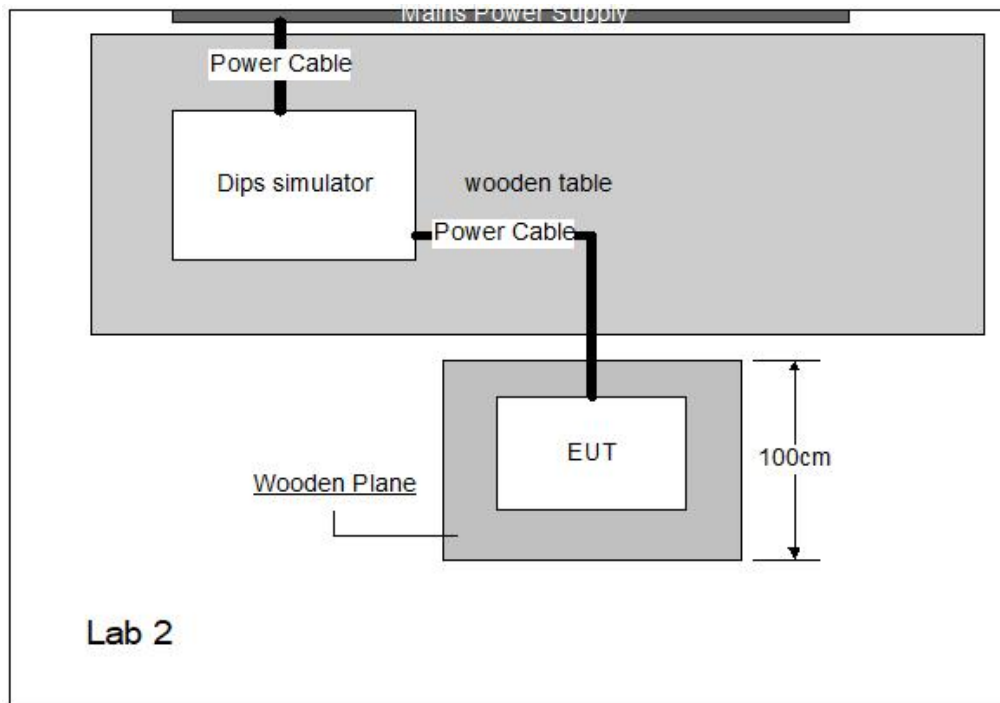 Mains Power Supply
Power Cable
Dips simulator
wooden table
Power Cable
EUT
100cm
Wooden Plane
Lab 2